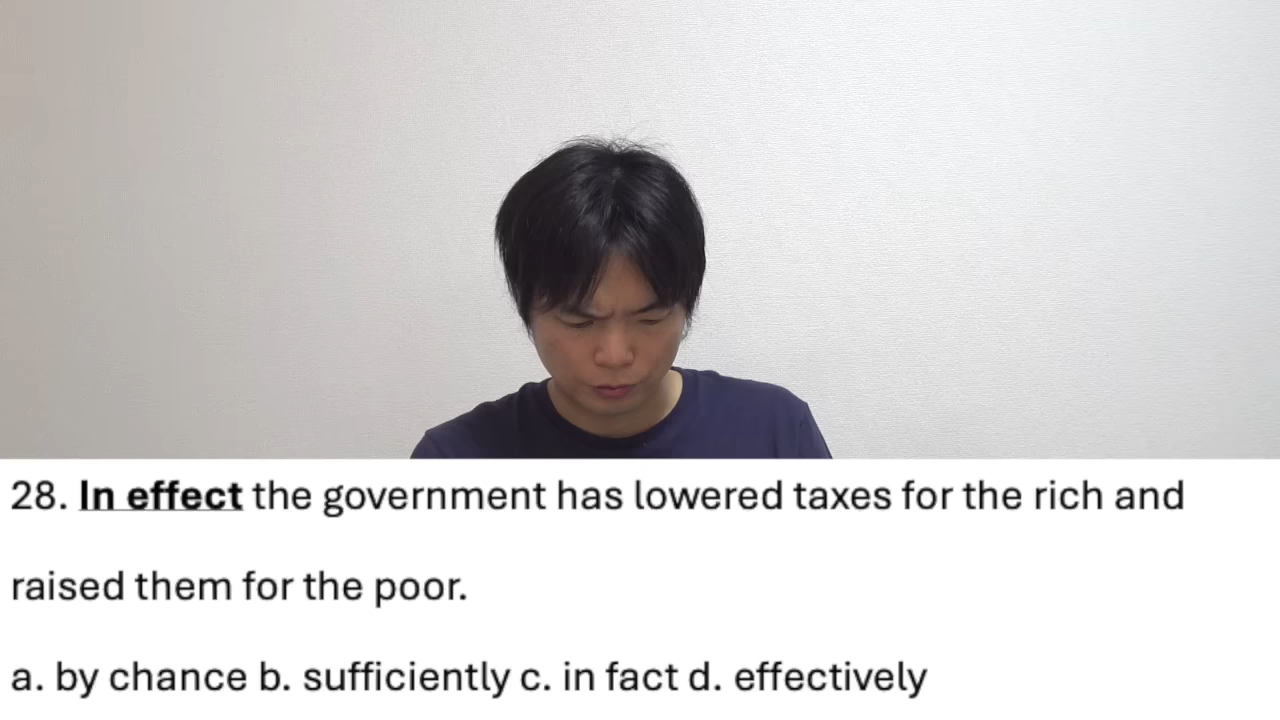 28. In effect the government has lowered taxes for the rich and
raised them for the poor.
a. by chance b. sufficiently c. in fact d. effectively